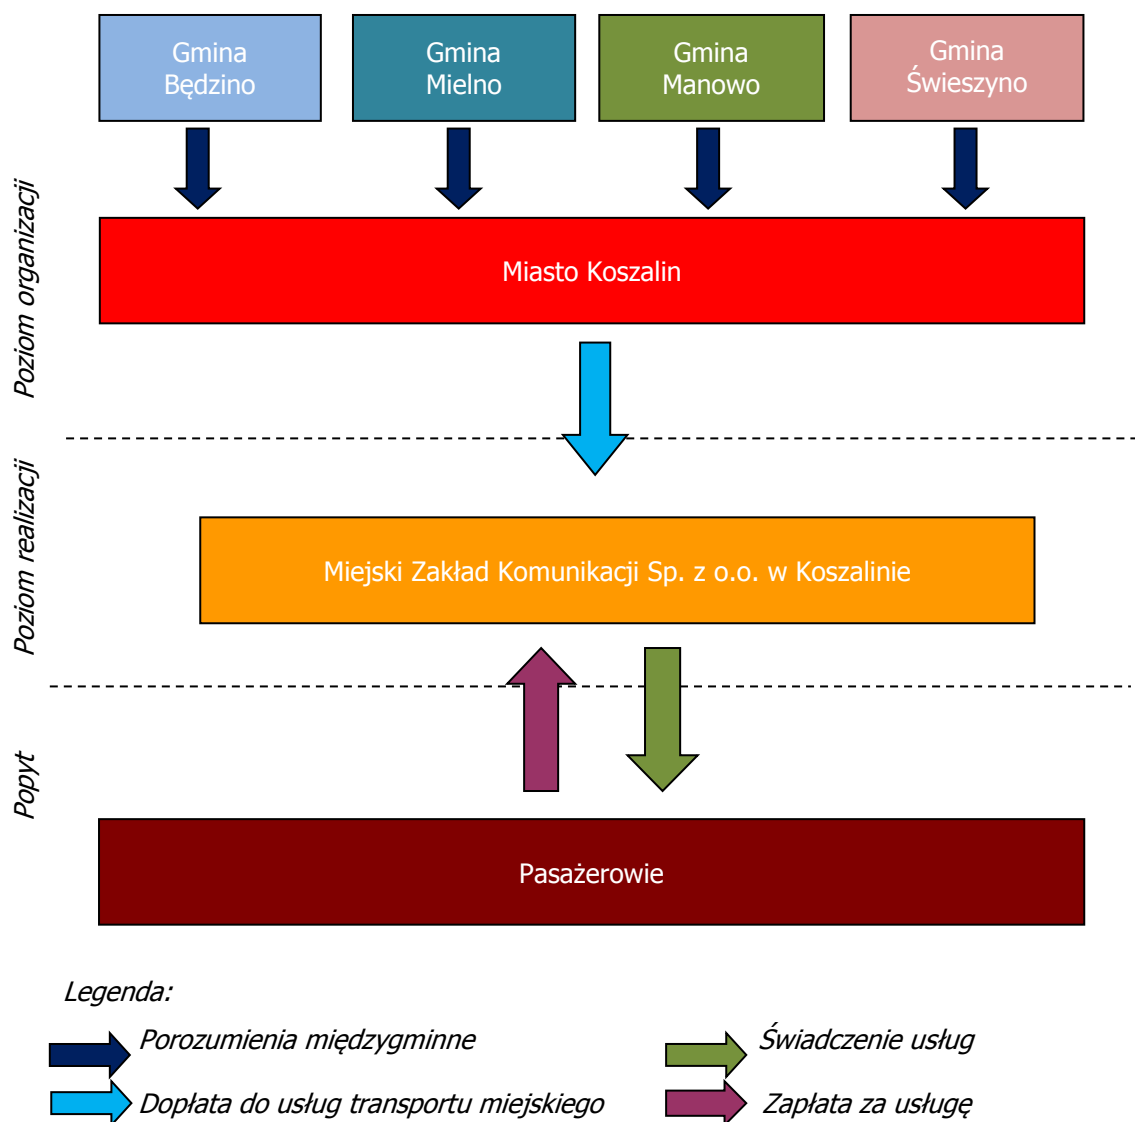 Gmina
Będzino
Gmina
Mielno
Gmina
Manowo
Gmina
Świeszyno
Poziom organizacji
Miasto Koszalin
Poziom realizacji
Miejski Zakład Komunikacji Sp. z o.o. w Koszalinie
Popyt
Pasażerowie
Legenda:
Porozumienia międzygminne
Świadczenie usług
Dopłata do usług transportu miejskiego
Zapłata za usługę